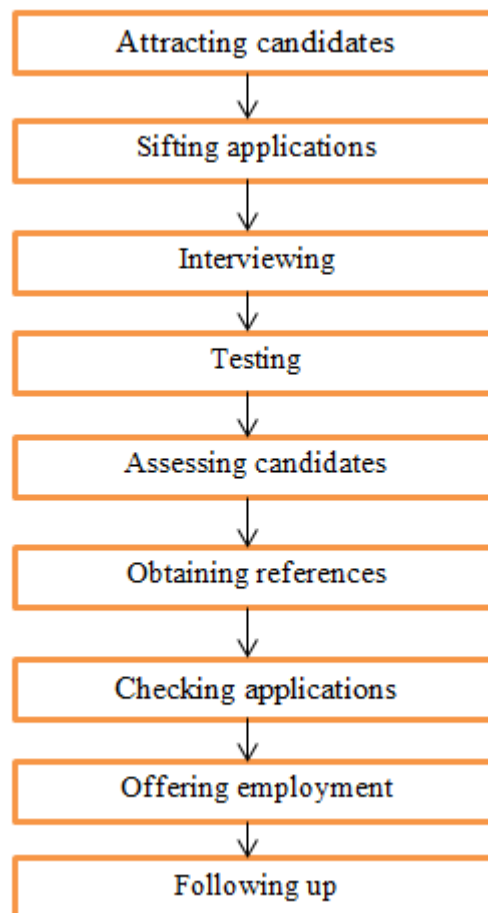 Attracting candidates
Sifting applications
Interviewing
Testing
Assessing candidates
Obtaining references
Checking applications
Offering employment
Following up